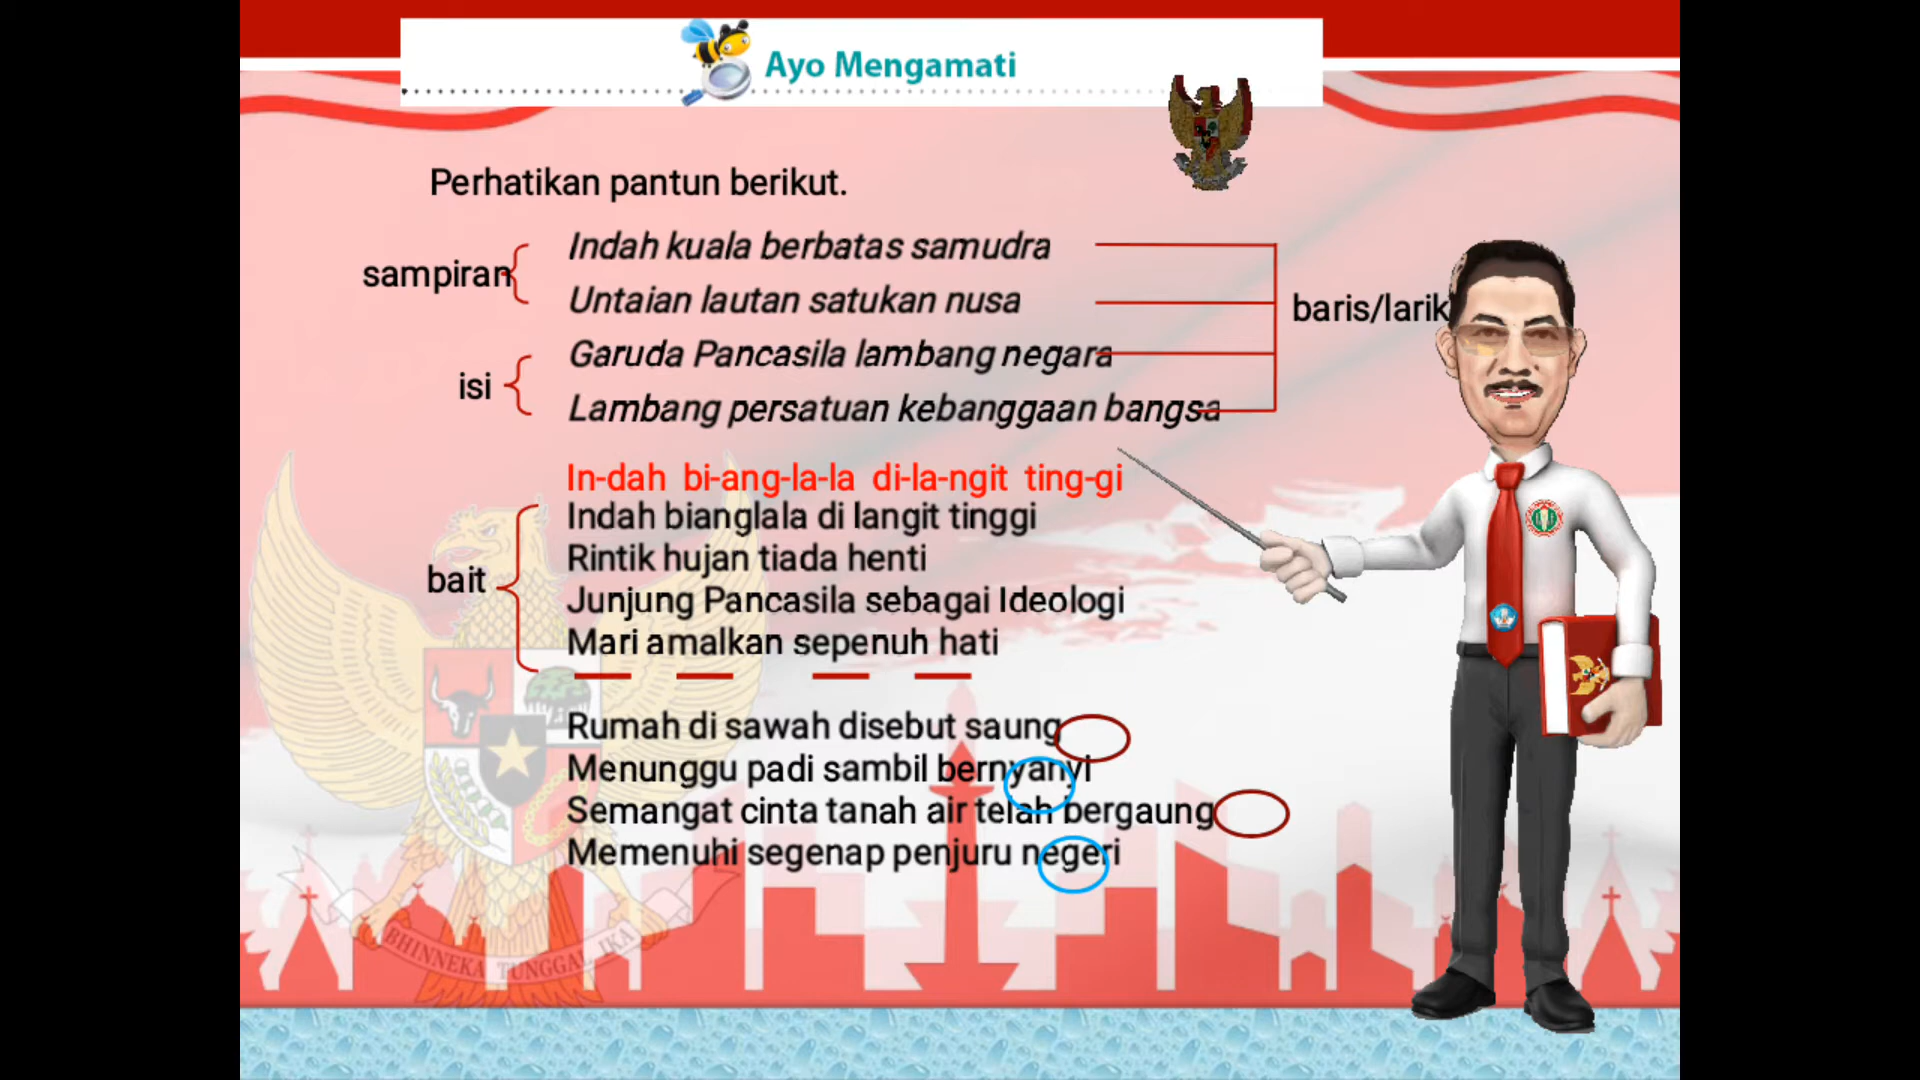 Ayo Mengamati
Perhatikan pantun berikut.
sampiran
Indah kuala berbatas samudra
Untaian lautan satukan nusa
baris/larik
isi
Garuda Pancasila lambang negara
Lambang persatuan kebanggaan bangsa
In-dah bi-ang-la-la di-la-ngit ting-gi
bait
Indah bianglala di langit tinggi
Rintik hujan tiada henti
Junjung Pancasila sebagai Ideologi
Mari amalkan sepenuh hati
Rumah di sawah disebut saung
Menunggu padi sambil bernyanyi
Semangat cinta tanah air telah bergaung
Memenuhi segenap penjuru negeri
BHINNEKA TUNGGAL IKA